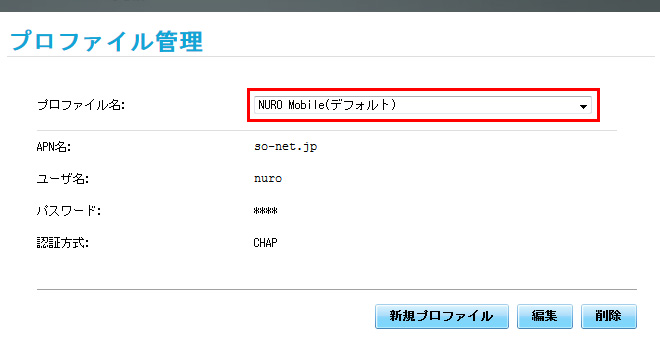 プロファイル管理
プロファイル名: NURO Mobile(デフォルト)
APN名: so-net.jp
ユーザ名: nuro
パスワード: ****
認証方式: CHAP
新規プロファイル 編集 削除